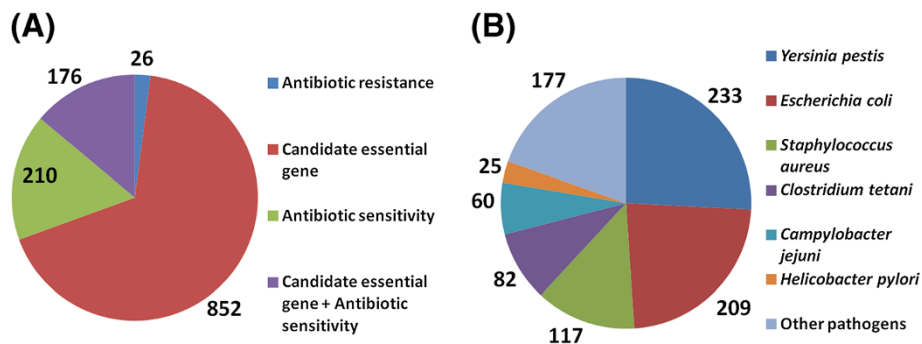 (A)
26
176
210
852
Antibiotic resistance
Candidate essential
gene
Antibiotic sensitivity
Candidate essential
gene + Antibiotic
sensitivity
(B)
177
233
25
60
82
117
209
Yersinia pestis
Escherichia coli
Staphylococcus
aureus
Clostridium tetani
Campylobacter
jejuni
Helicobacter pylori
Other pathogens